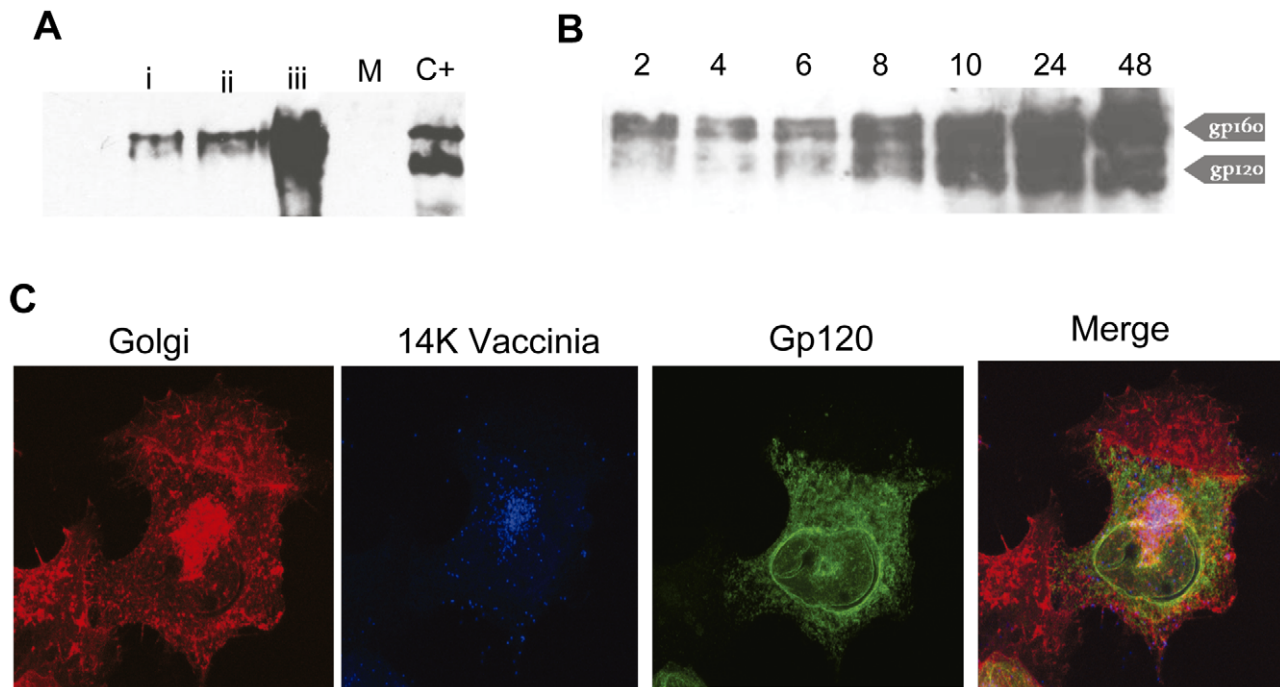 A
i ii iii M C+
B
2 4 6 8 10 24 48
gp160
gp120
C
Golgi
14K Vaccinia
Gp120
Merge